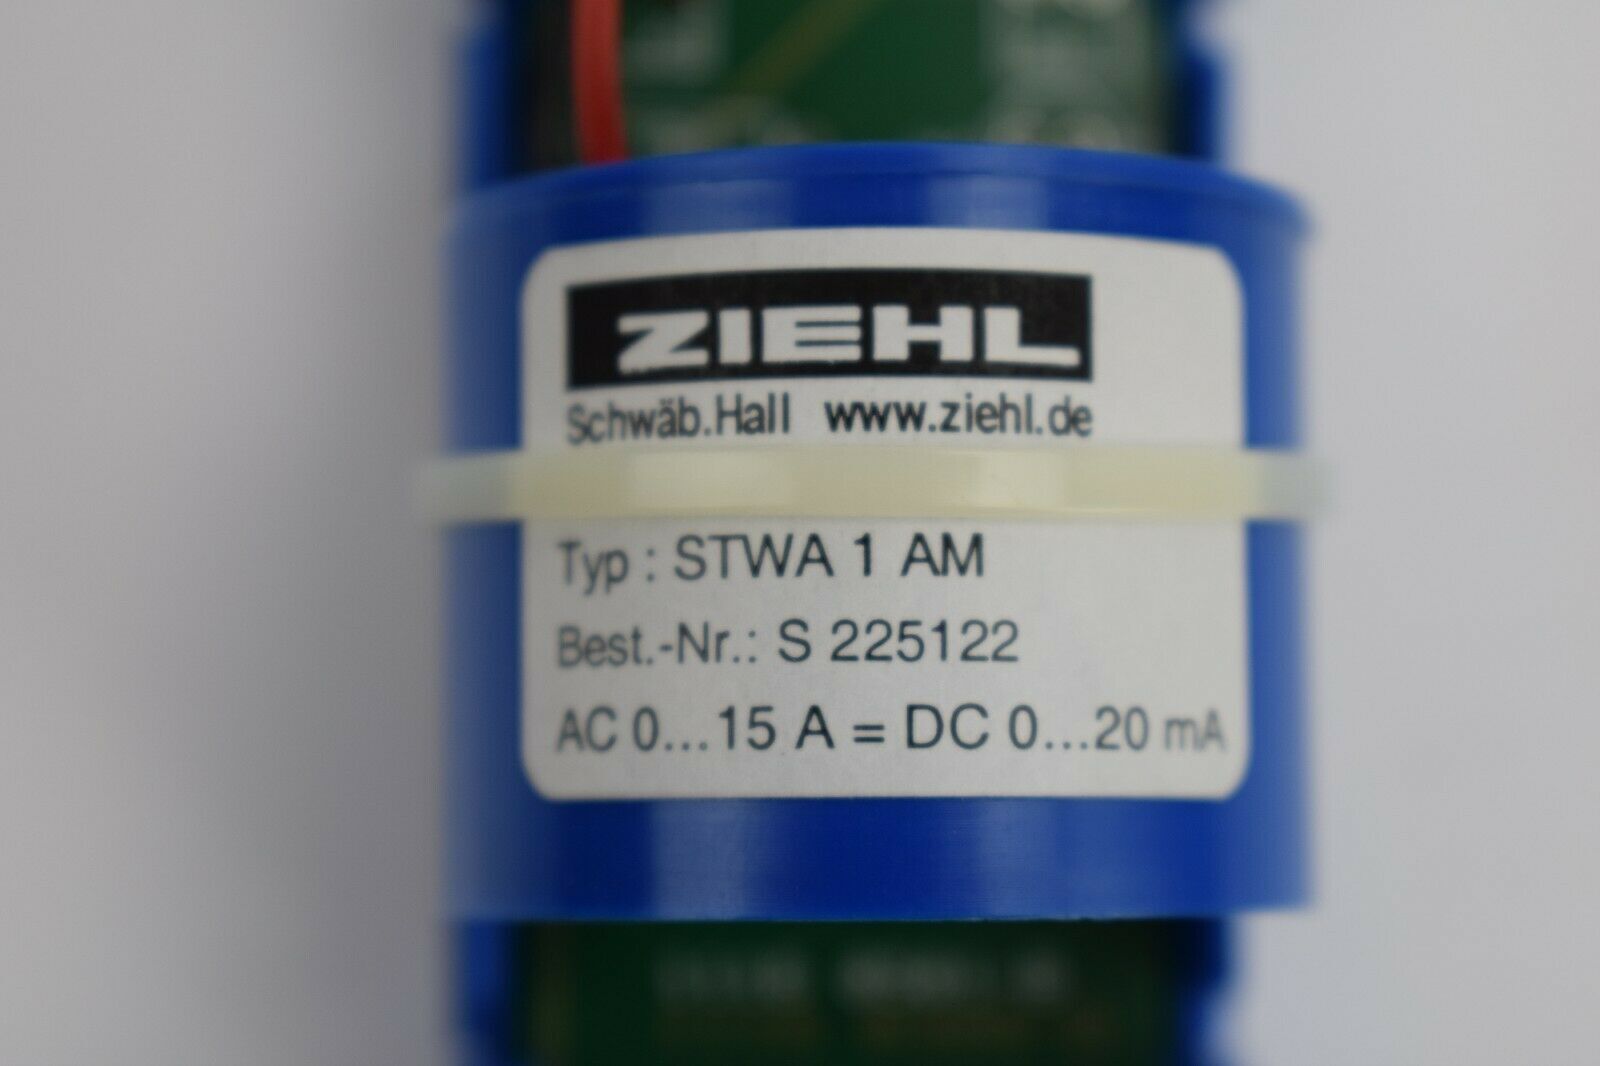 ZIEHL
Schwäb.Hall www.ziehl.de
Typ : STWA 1 AM
Best.-Nr.: S 225122
AC 0...15 A = DC 0...20 mA